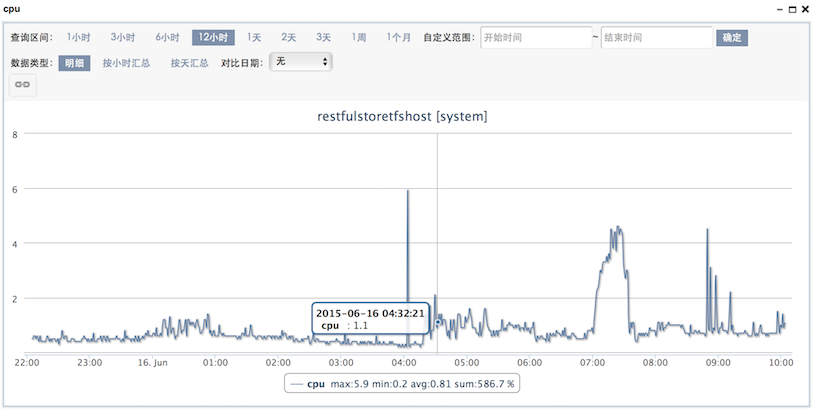 cpu
查询区间: 1小时 3小时 6小时 12小时 1天 2天 3天 1周 1个月 自定义范围: 开始时间 ~ 结束时间 确定
数据类型: 明细 按小时汇总 按天汇总 对比日期: 无
restfulstoretfshost [system]
8
6
4
2
2015-06-16 04:32:21
cpu : 1.1
22:00 23:00 16. Jun 01:00 02:00 03:00 04:00 05:00 06:00 07:00 08:00 09:00 10:00
cpu max:5.9 min:0.2 avg:0.81 sum:586.7 %